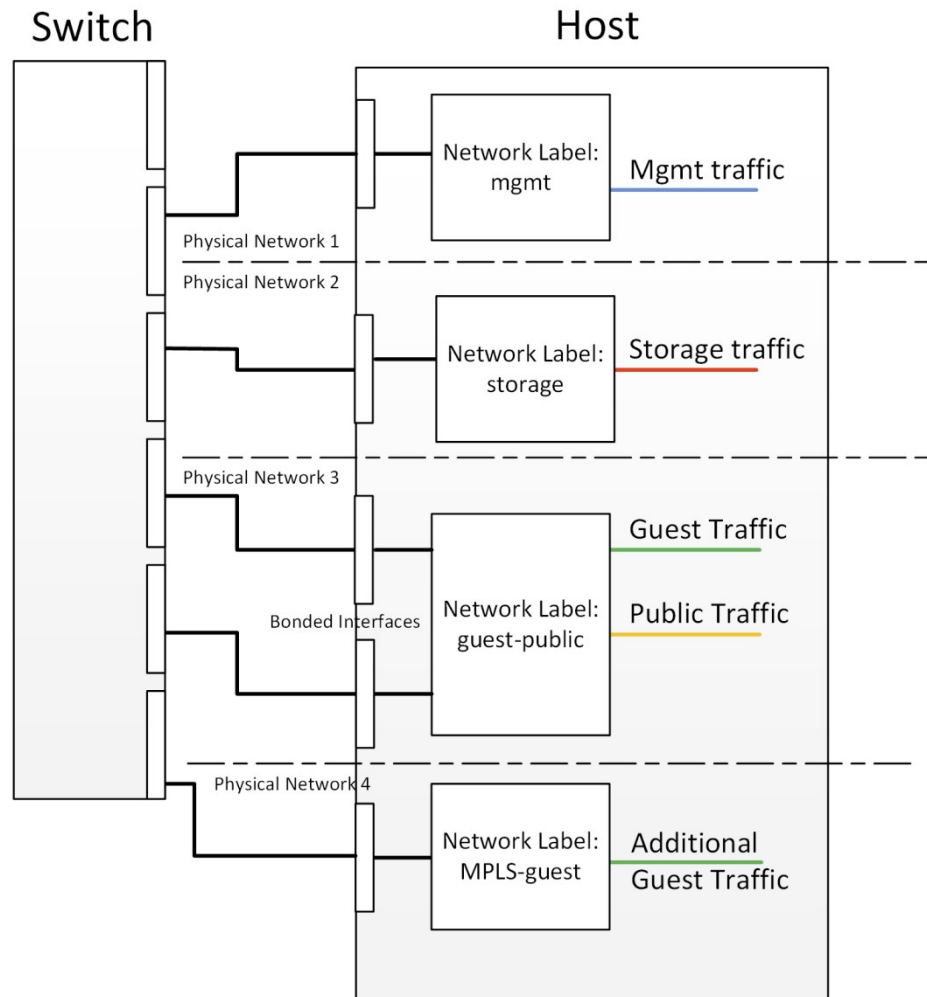 Switch
Host
Network Label:
mgmt
Mgmt traffic
Physical Network 1
Physical Network 2
Network Label:
storage
Storage traffic
Physical Network 3
Guest Traffic
Bonded Interfaces
Network Label:
guest-public
Public Traffic
Physical Network 4
Network Label:
MPLS-guest
Additional
Guest Traffic